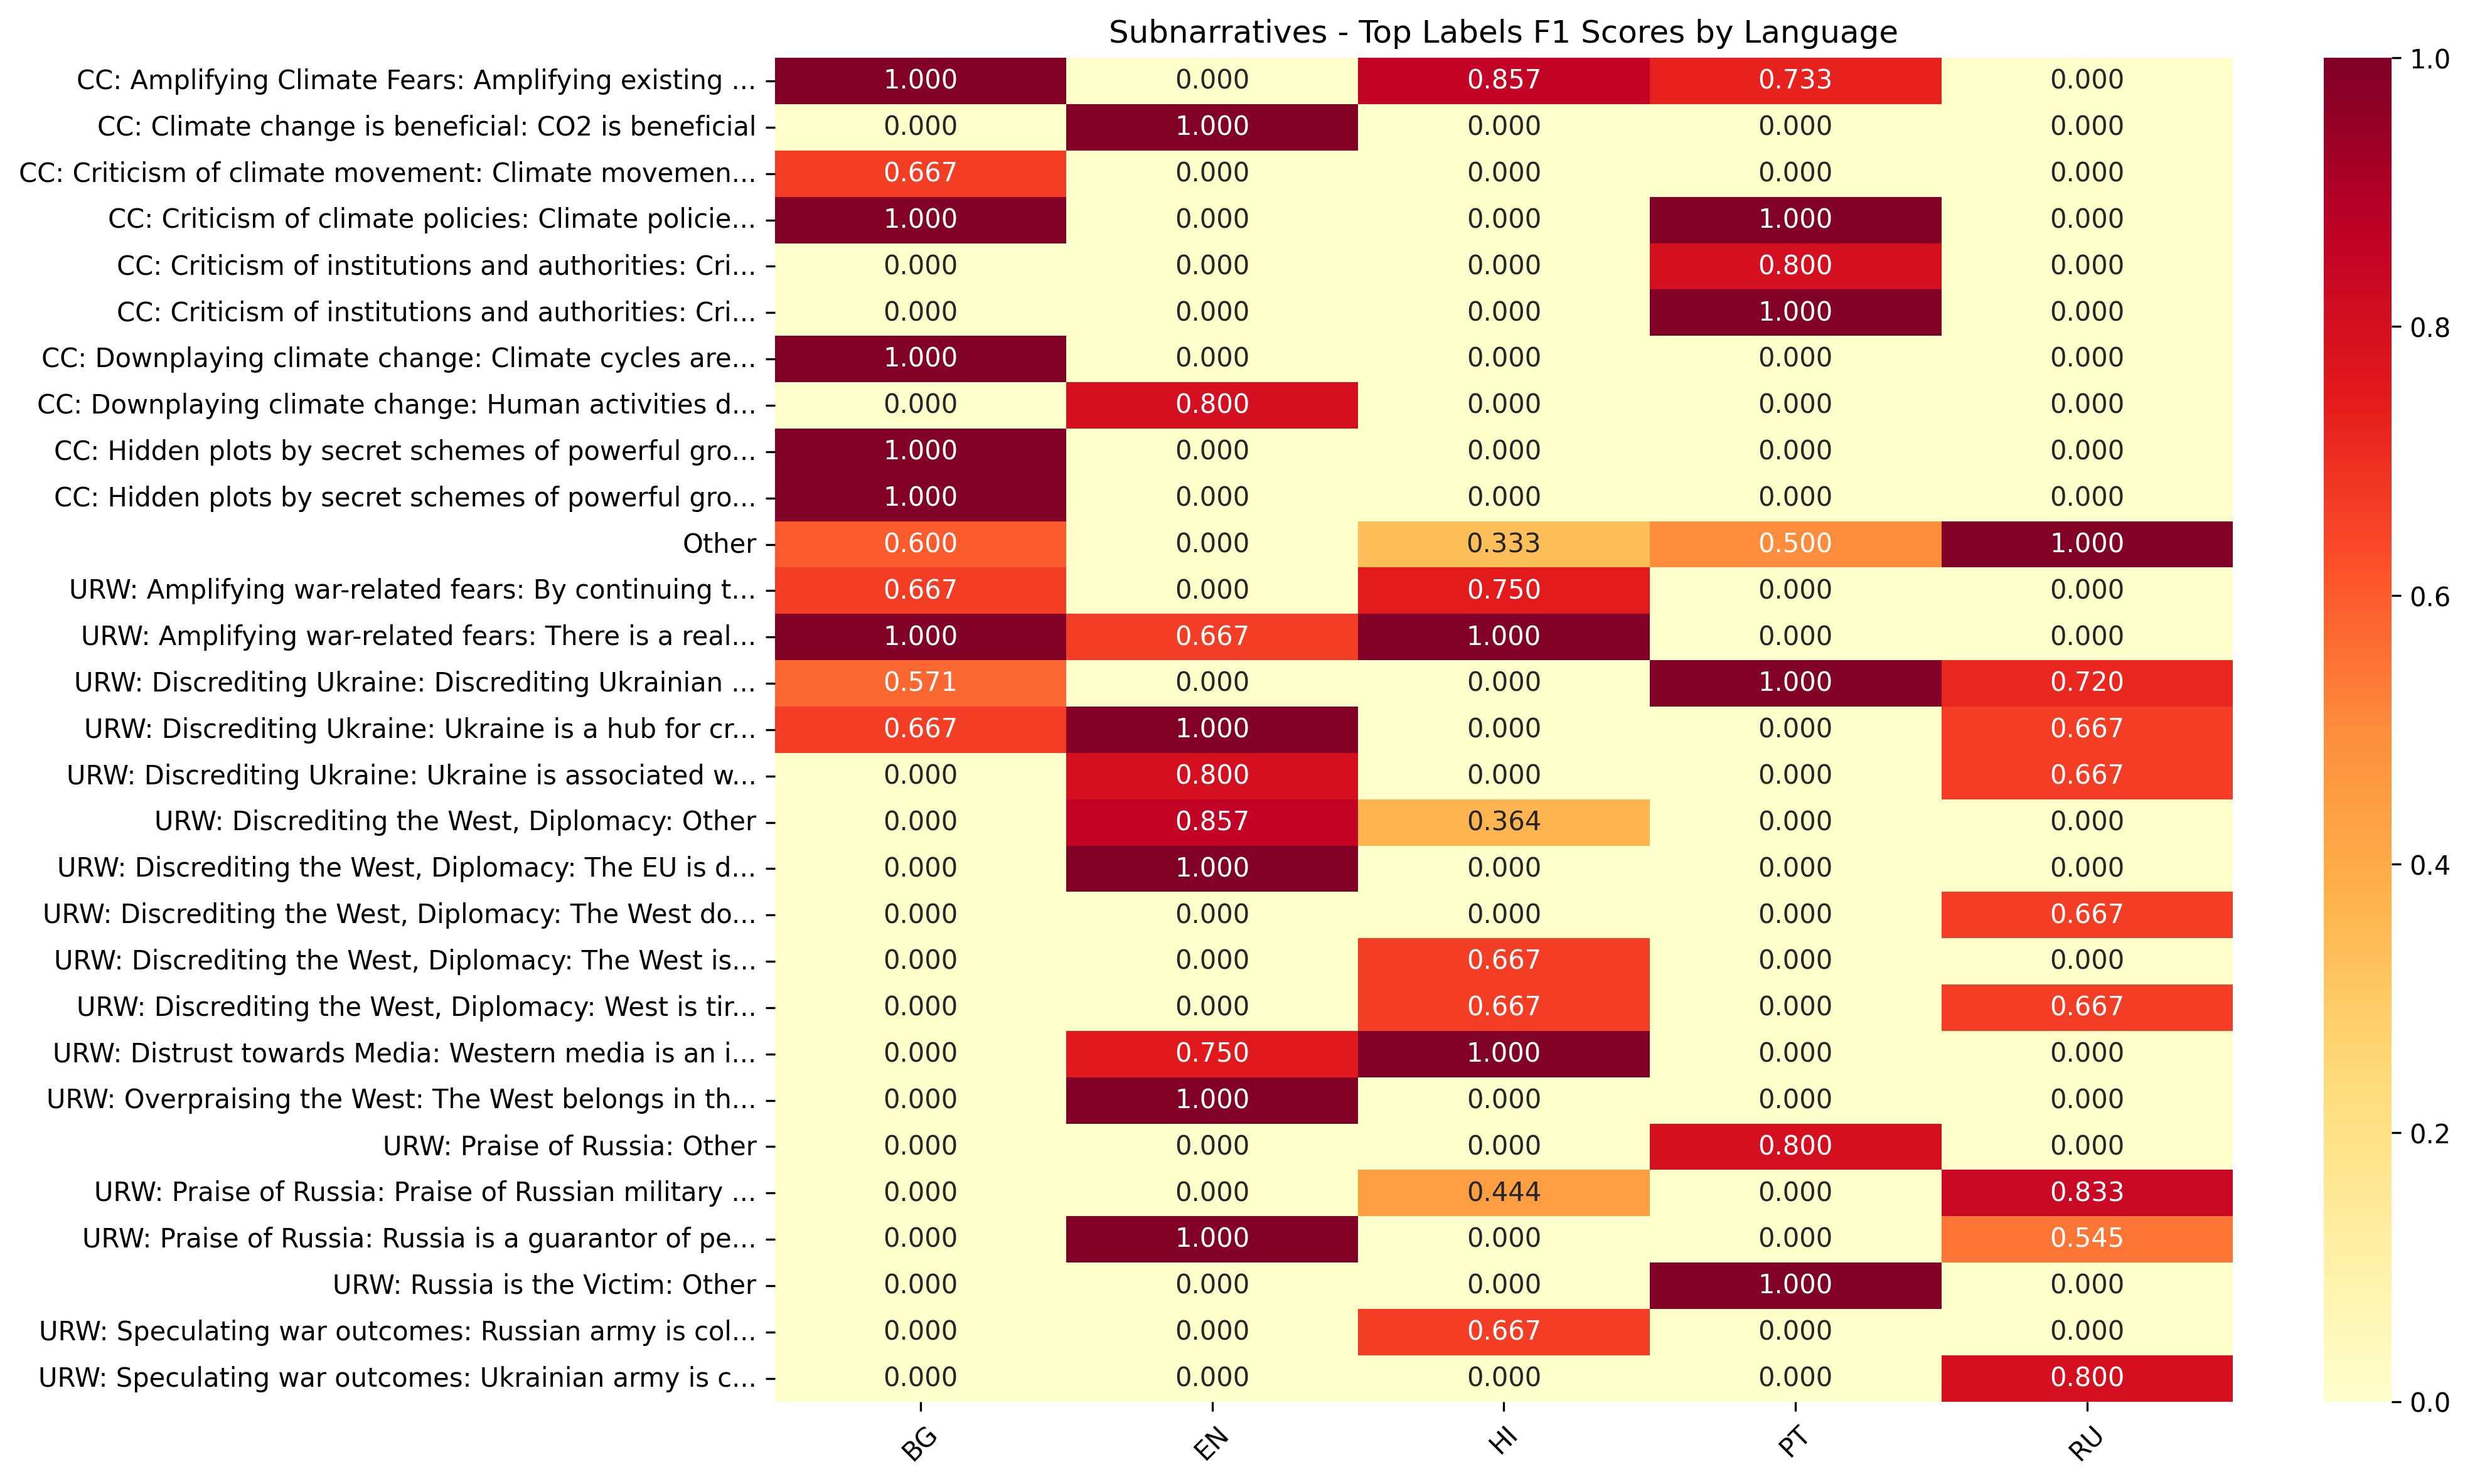 Subnarratives - Top Labels F1 Scores by Language
CC: Amplifying Climate Fears: Amplifying existing ... 1.000 0.000 0.857 0.733 0.000
CC: Climate change is beneficial: CO2 is beneficial 0.000 1.000 0.000 0.000 0.000
CC: Criticism of climate movement: Climate movemen... 0.667 0.000 0.000 0.000 0.000
CC: Criticism of climate policies: Climate policie... 1.000 0.000 0.000 1.000 0.000
CC: Criticism of institutions and authorities: Cri... 0.000 0.000 0.000 0.800 0.000
CC: Criticism of institutions and authorities: Cri... 0.000 0.000 0.000 1.000 0.000
CC: Downplaying climate change: Climate cycles are... 1.000 0.000 0.000 0.000 0.000
CC: Downplaying climate change: Human activities d... 0.000 0.800 0.000 0.000 0.000
CC: Hidden plots by secret schemes of powerful gro... 1.000 0.000 0.000 0.000 0.000
CC: Hidden plots by secret schemes of powerful gro... 1.000 0.000 0.000 0.000 0.000
Other 0.600 0.000 0.333 0.500 1.000
URW: Amplifying war-related fears: By continuing t... 0.667 0.000 0.750 0.000 0.000
URW: Amplifying war-related fears: There is a real... 1.000 0.667 1.000 0.000 0.000
URW: Discrediting Ukraine: Discrediting Ukrainian ... 0.571 0.000 0.000 1.000 0.720
URW: Discrediting Ukraine: Ukraine is a hub for cr... 0.667 1.000 0.000 0.000 0.667
URW: Discrediting Ukraine: Ukraine is associated w... 0.000 0.800 0.000 0.000 0.667
URW: Discrediting the West, Diplomacy: Other 0.000 0.857 0.364 0.000 0.000
URW: Discrediting the West, Diplomacy: The EU is d... 0.000 1.000 0.000 0.000 0.000
URW: Discrediting the West, Diplomacy: The West do... 0.000 0.000 0.000 0.000 0.667
URW: Discrediting the West, Diplomacy: The West is... 0.000 0.000 0.667 0.000 0.000
URW: Discrediting the West, Diplomacy: West is tir... 0.000 0.000 0.667 0.000 0.667
URW: Distrust towards Media: Western media is an i... 0.000 0.750 1.000 0.000 0.000
URW: Overpraising the West: The West belongs in th... 0.000 1.000 0.000 0.000 0.000
URW: Praise of Russia: Other 0.000 0.000 0.000 0.800 0.000
URW: Praise of Russia: Praise of Russian military ... 0.000 0.000 0.444 0.000 0.833
URW: Praise of Russia: Russia is a guarantor of pe... 0.000 1.000 0.000 0.000 0.545
URW: Russia is the Victim: Other 0.000 0.000 0.000 1.000 0.000
URW: Speculating war outcomes: Russian army is col... 0.000 0.000 0.667 0.000 0.000
URW: Speculating war outcomes: Ukrainian army is c... 0.000 0.000 0.000 0.000 0.800
BG EN HI PT RU
1.0
0.8
0.6
0.4
0.2
0.0